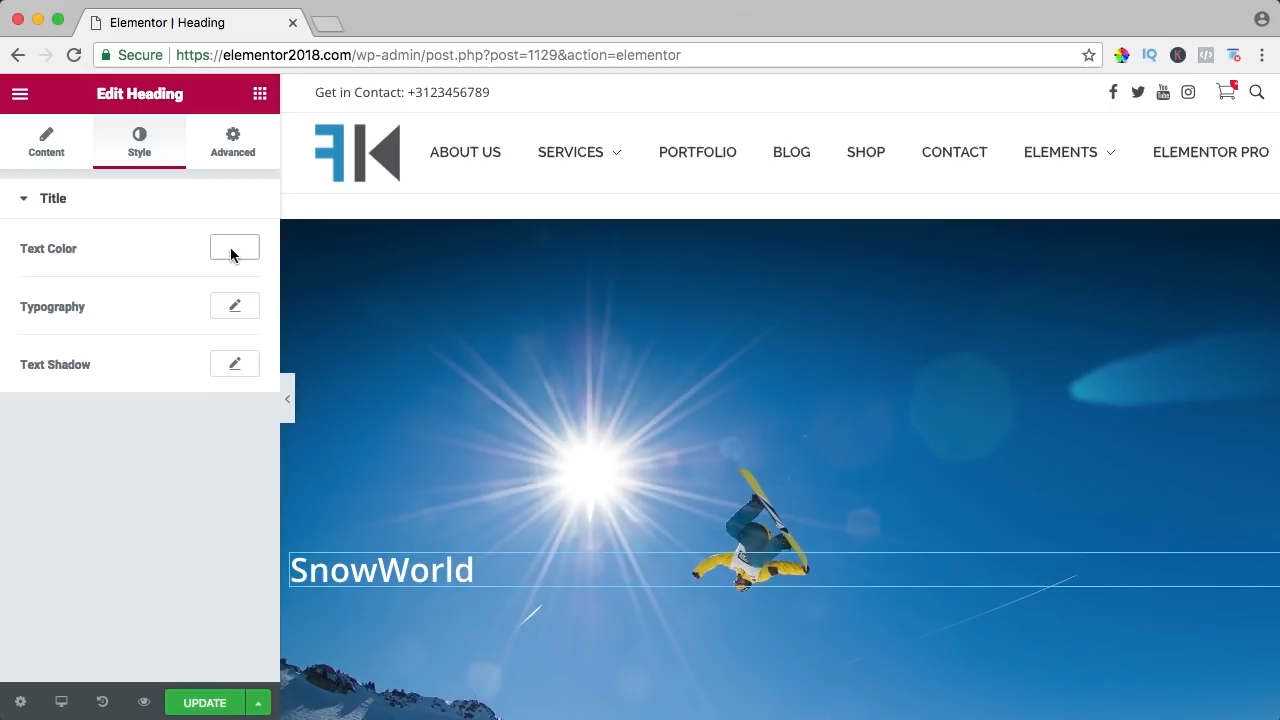 Elementor | Heading
Secure https://elementor2018.com/wp-admin/post.php?post=1129&action=elementor
Edit Heading
Content Style Advanced
Title
Text Color
Typography
Text Shadow
UPDATE
Get in Contact: +3123456789
ABOUT US SERVICES PORTFOLIO BLOG SHOP CONTACT ELEMENTS ELEMENTOR PRO
SnowWorld